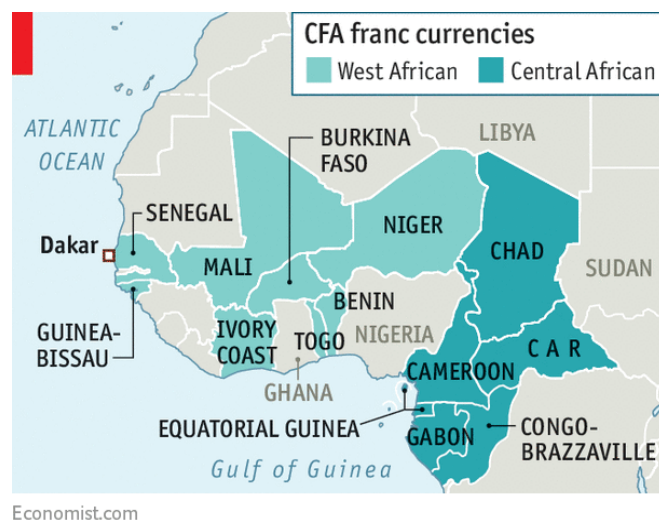 CFA franc currencies
West African
Central African
ATLANTIC
OCEAN
BURKINA
FASO
LIBYA
SENEGAL
Dakar
NIGER
CHAD
MALI
SUDAN
BENIN
GUINEA-
BISSAU
IVORY
COAST
TOGO
NIGERIA
CAR
CAMEROON
GHANA
EQUATORIAL GUINEA
GABON
CONGO-
BRAZZAVILLE
Gulf of Guinea
Economist.com